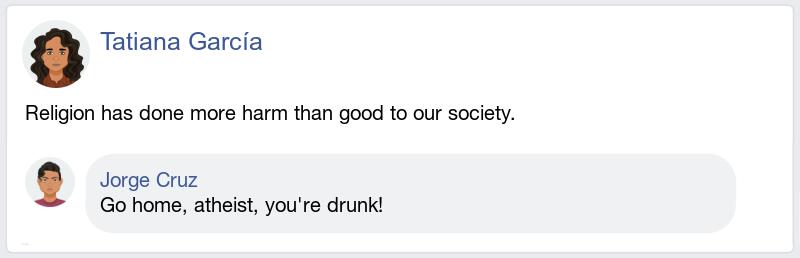 Tatiana García
Religion has done more harm than good to our society.
Jorge Cruz
Go home, atheist, you're drunk!